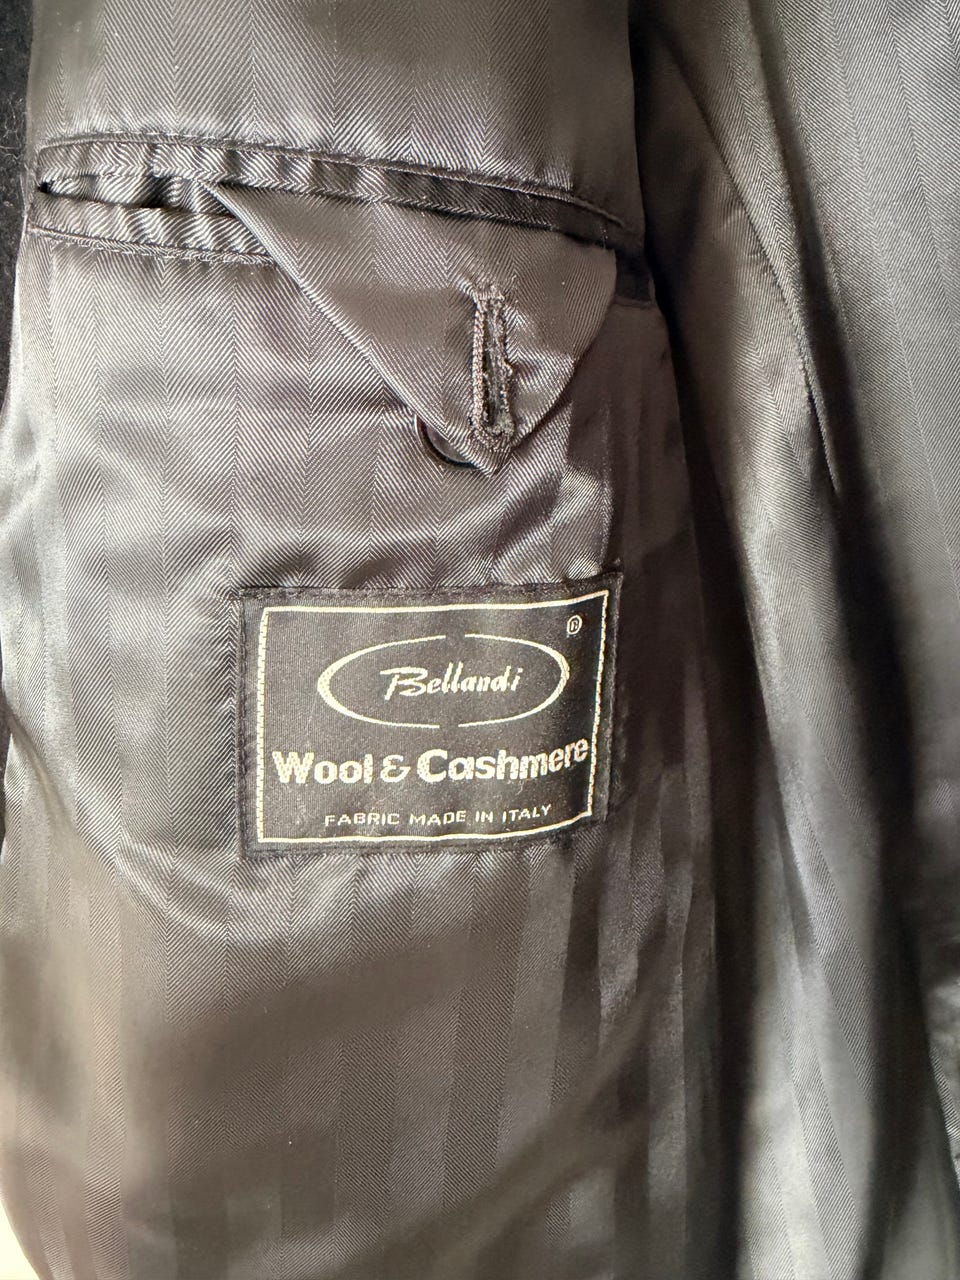 ®
Bellandi
Wool & Cashmere
FABRIC MADE IN ITALY